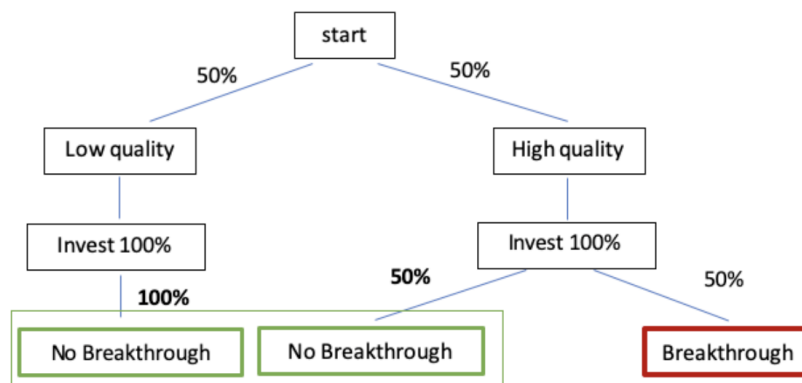 start
50%
50%
Low quality
High quality
Invest 100%
Invest 100%
100%
50%
50%
No Breakthrough
No Breakthrough
Breakthrough